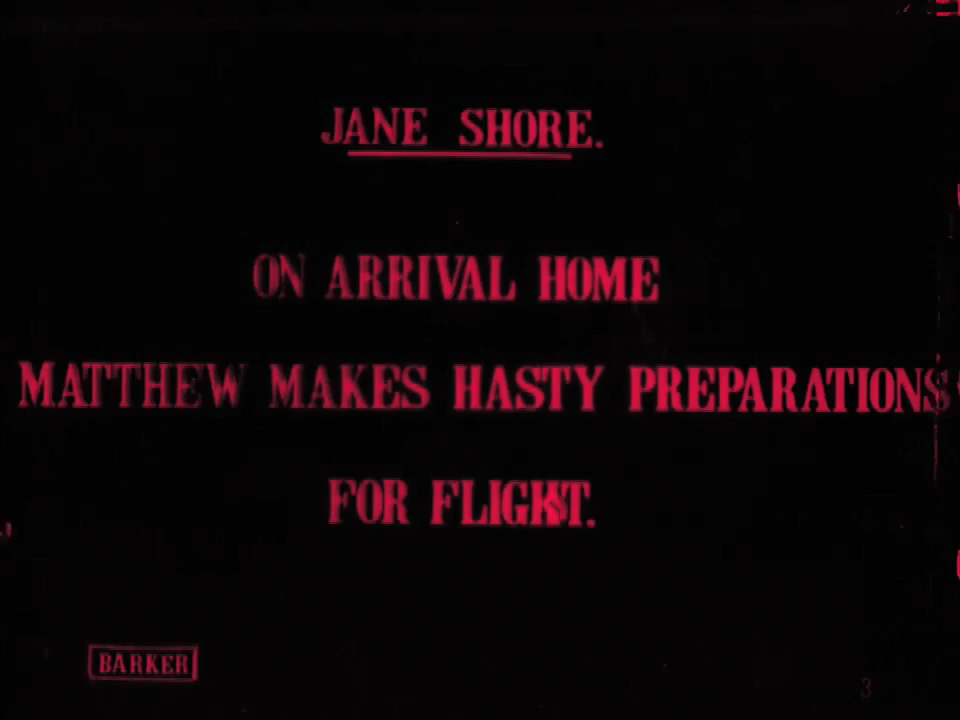 JANE SHORE.
ON ARRIVAL HOME
MATTHEW MAKES HASTY PREPARATIONS
FOR FLIGHT.
BARKER
3